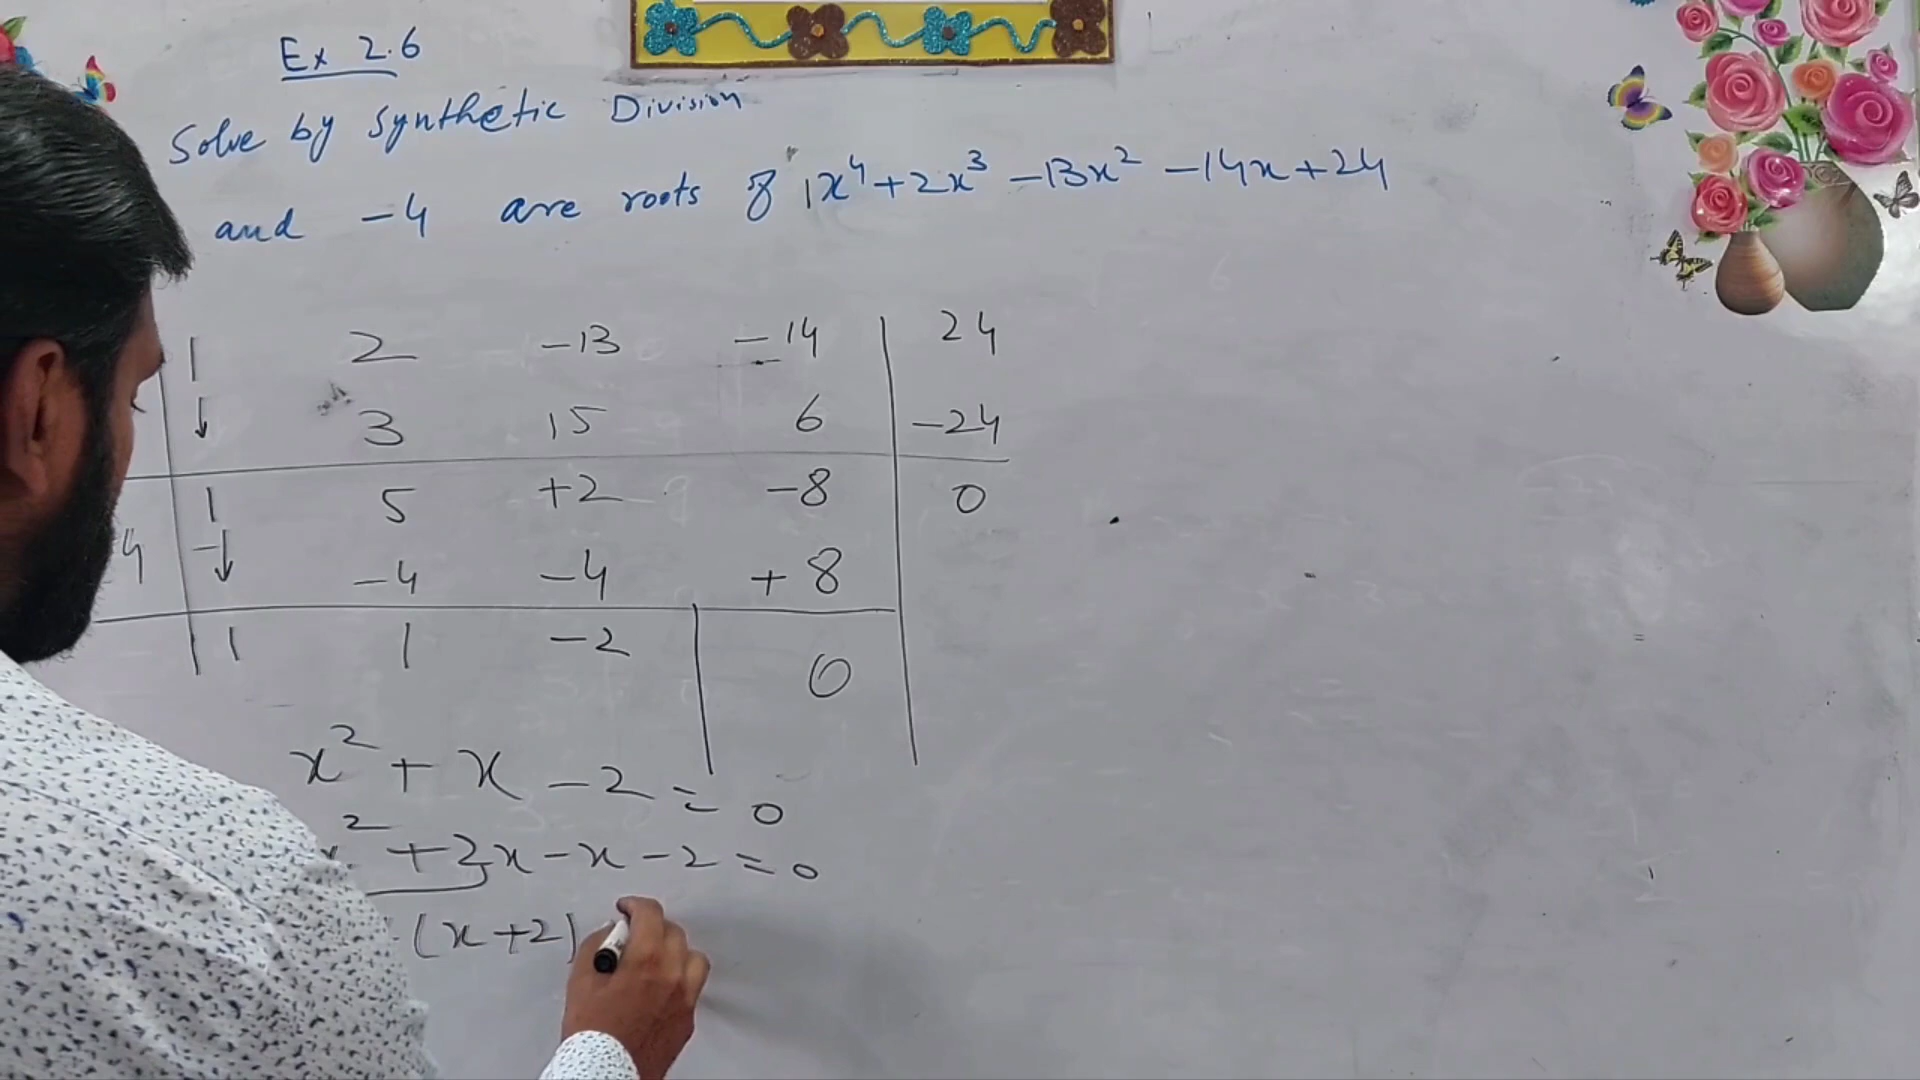 Ex 2.6
Solve by Synthetic Division
and -4 are roots of 1x⁴+2x³-13x²-14x+24
1 2 -13 -14 24
↓ 3 15 6 -24
1 5 +2 -8 0
4 ↓ -4 -4 +8
1 1 -2 0
x² + x - 2 = 0
x² + 2x - x - 2 = 0
(x+2)